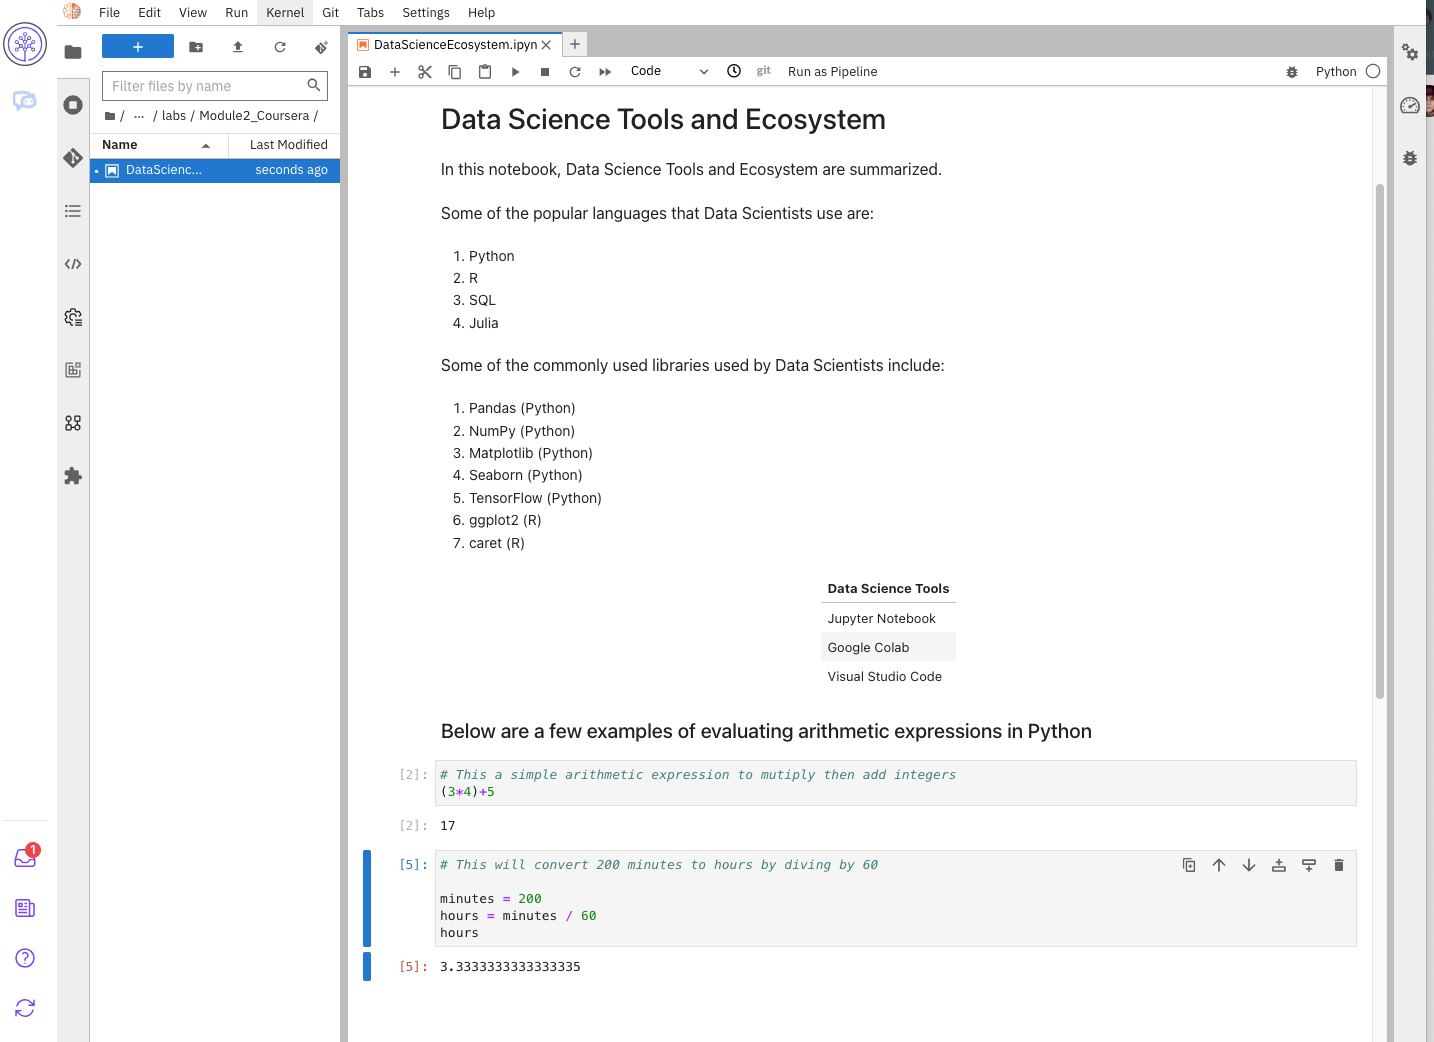 File Edit View Run Kernel Git Tabs Settings Help
DataScienceEcosystem.ipyn
Filter files by name
Code
git
Run as Pipeline
Python
/ ... / labs / Module2_Coursera /
Name Last Modified
DataScienc... seconds ago
Data Science Tools and Ecosystem
In this notebook, Data Science Tools and Ecosystem are summarized.
Some of the popular languages that Data Scientists use are:
1. Python
2. R
3. SQL
4. Julia
Some of the commonly used libraries used by Data Scientists include:
1. Pandas (Python)
2. NumPy (Python)
3. Matplotlib (Python)
4. Seaborn (Python)
5. TensorFlow (Python)
6. ggplot2 (R)
7. caret (R)
Data Science Tools
Jupyter Notebook
Google Colab
Visual Studio Code
Below are a few examples of evaluating arithmetic expressions in Python
[2]: # This a simple arithmetic expression to mutiply then add integers
(3*4)+5
[2]: 17
[5]: # This will convert 200 minutes to hours by diving by 60
minutes = 200
hours = minutes / 60
hours
[5]: 3.3333333333333335
1